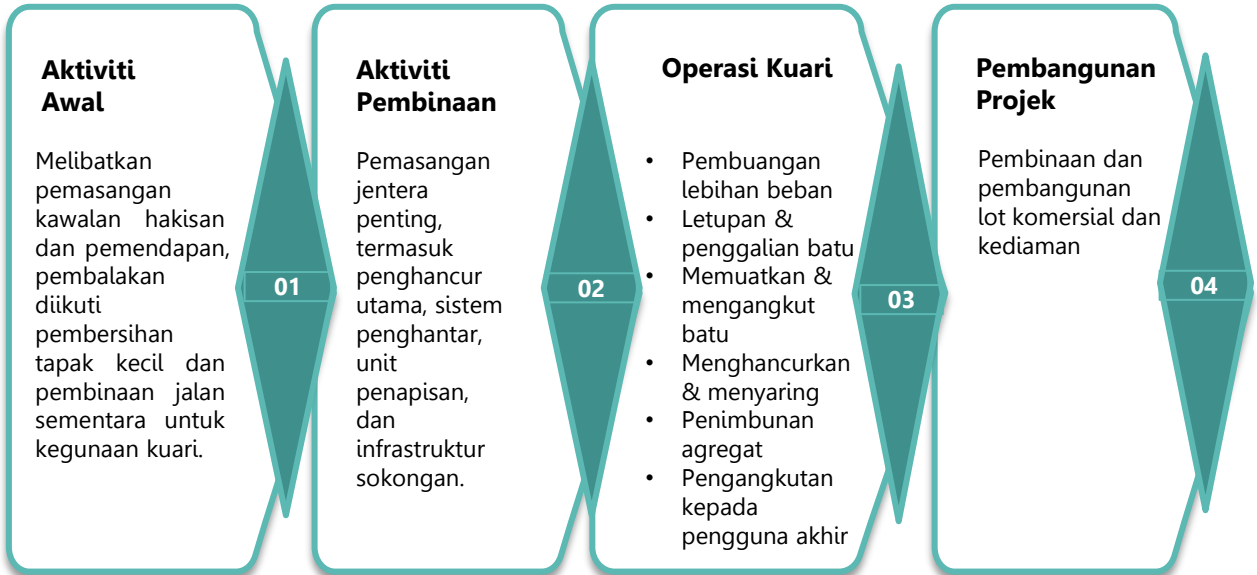 Aktiviti
Awal
Melibatkan
pemasangan
kawalan hakisan
dan pemendapan,
pembalakan
diikuti
pembersihan
tapak kecil dan
pembinaan jalan
sementara untuk
kegunaan kuari.
01
Aktiviti
Pembinaan
Pemasangan
jentera
penting,
termasuk
penghancur
utama, sistem
penghantar,
unit
penapisan,
dan
infrastruktur
sokongan.
02
Operasi Kuari
• Pembuangan
lebihan beban
• Letupan &
penggalian batu
• Memuatkan &
mengangkut
batu
• Menghancurkan
& menyaring
• Penimbunan
agregat
• Pengangkutan
kepada
pengguna akhir
03
Pembangunan
Projek
Pembinaan dan
pembangunan
lot komersial dan
kediaman
04